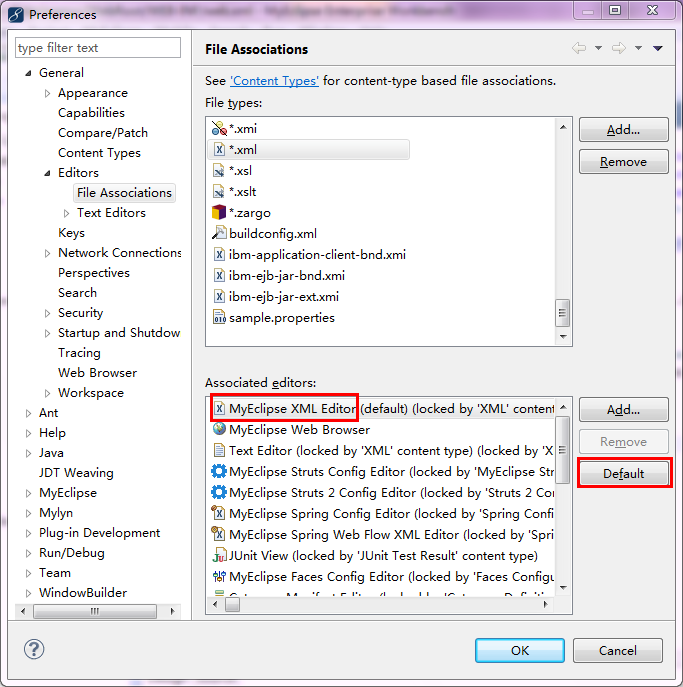 Preferences
type filter text
General
Appearance
Capabilities
Compare/Patch
Content Types
Editors
File Associations
Text Editors
Keys
Network Connections
Perspectives
Search
Security
Startup and Shutdow
Tracing
Web Browser
Workspace
Ant
Help
Java
JDT Weaving
MyEclipse
Mylyn
Plug-in Development
Run/Debug
Team
WindowBuilder
File Associations
See 'Content Types' for content-type based file associations.
File types:
*.xmi
*.xml
*.xsl
*.xslt
*.zargo
buildconfig.xml
ibm-application-client-bnd.xmi
ibm-ejb-jar-bnd.xmi
ibm-ejb-jar-ext.xmi
sample.properties
Add...
Remove
Associated editors:
MyEclipse XML Editor (default) (locked by 'XML' content
MyEclipse Web Browser
Text Editor (locked by 'XML' content type) (locked by 'X
MyEclipse Struts Config Editor (locked by 'MyEclipse Str
MyEclipse Struts 2 Config Editor (locked by 'Struts 2 Cor
MyEclipse Spring Config Editor (locked by 'Spring Confi
MyEclipse Spring Web Flow XML Editor (locked by 'Spri
JUnit View (locked by 'JUnit Test Result' content type)
MyEclipse Faces Config Editor (locked by 'Faces Configu
Add...
Remove
Default
OK
Cancel